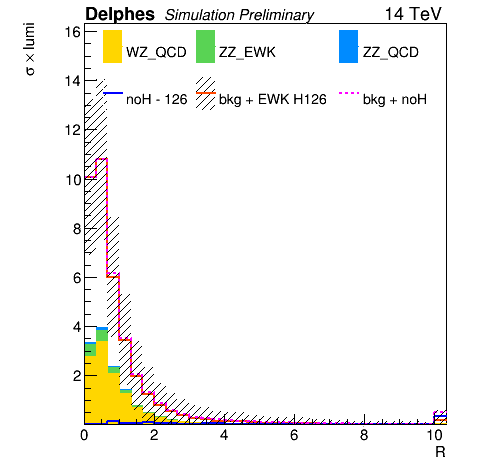 Delphes Simulation Preliminary 14 TeV
σ × lumi
WZ_QCD ZZ_EWK ZZ_QCD
noH - 126 bkg + EWK H126 bkg + noH
16
14
12
10
8
6
4
2
0 2 4 6 8 10
R